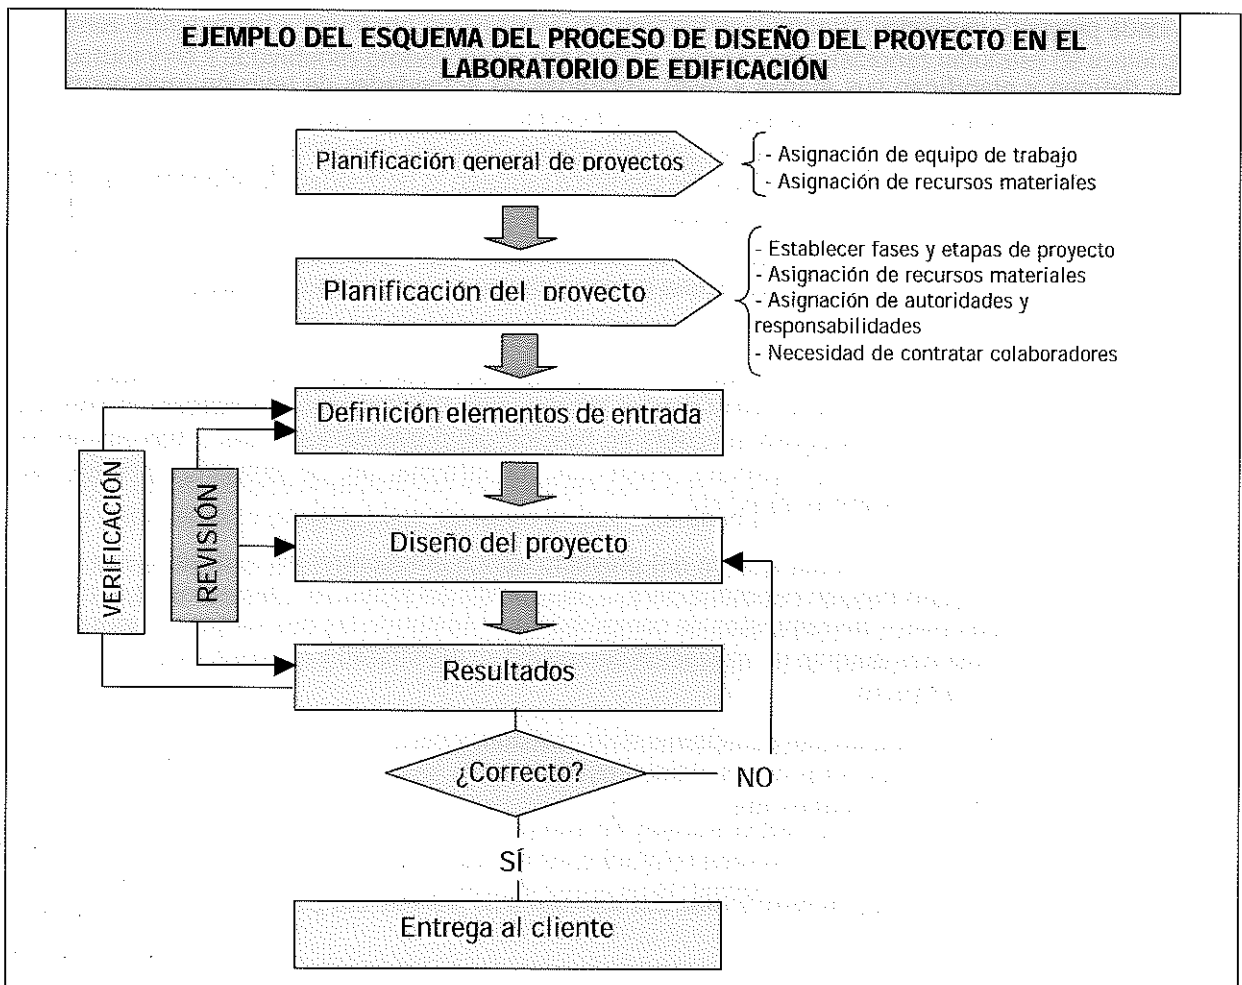 EJEMPLO DEL ESQUEMA DEL PROCESO DE DISEÑO DEL PROYECTO EN EL
LABORATORIO DE EDIFICACIÓN
Planificación general de proyectos
- Asignación de equipo de trabajo
- Asignación de recursos materiales
Planificación del proyecto
- Establecer fases y etapas de proyecto
- Asignación de recursos materiales
- Asignación de autoridades y
responsabilidades
- Necesidad de contratar colaboradores
Definición elementos de entrada
VERIFICACIÓN
REVISIÓN
Diseño del proyecto
Resultados
¿Correcto?
NO
SÍ
Entrega al cliente